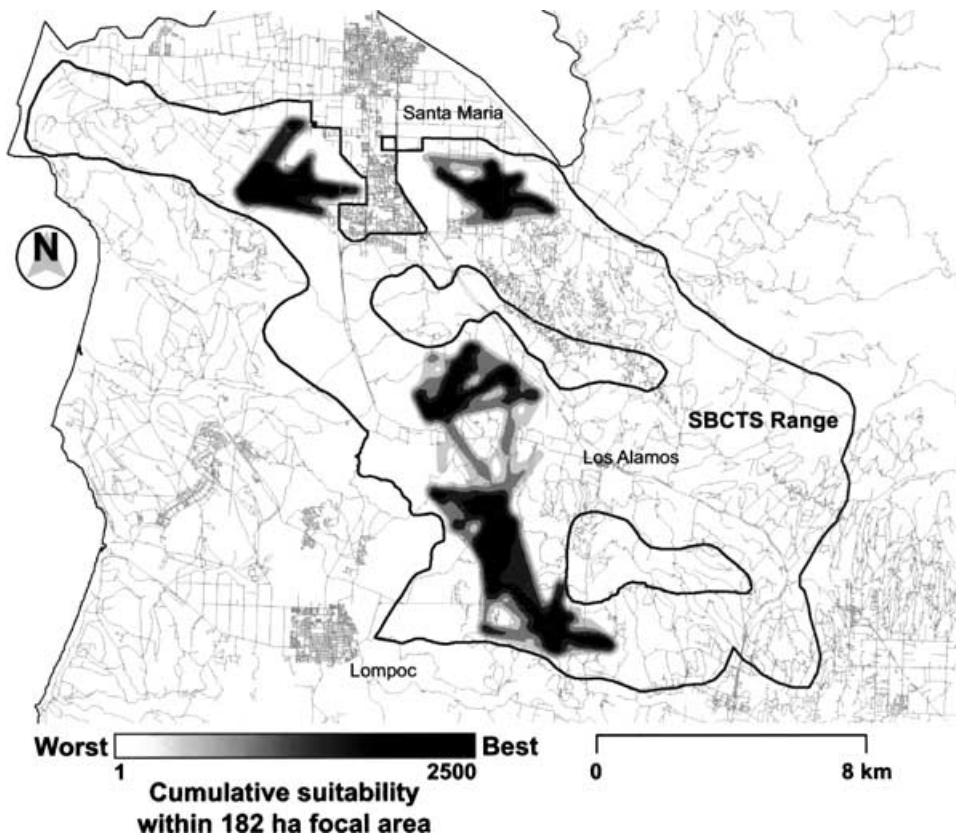 Santa Maria
N
SBCTS Range
Los Alamos
Lompoc
Worst Best
1 2500
Cumulative suitability
within 182 ha focal area
0 8 km